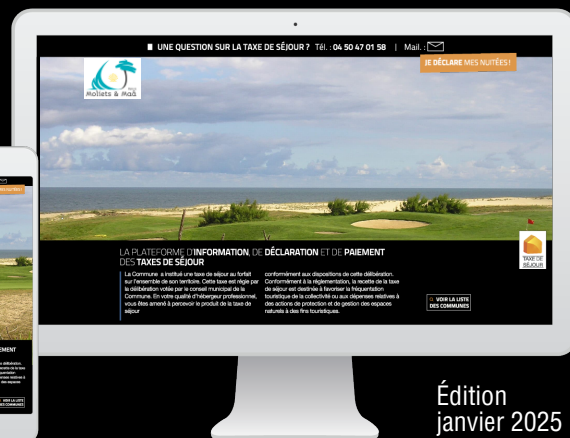 UNE QUESTION SUR LA TAXE DE SÉJOUR ? Tél. : 04 50 47 01 58 | Mail. :
JE DÉCLARE MES NUITÉES !
Moliets & Maâ
LA PLATEFORME D'INFORMATION, DE DÉCLARATION ET DE PAIEMENT
DES TAXES DE SÉJOUR
La Commune a institué une taxe de séjour au forfait
sur l'ensemble de son territoire. Cette taxe est régie par
la délibération votée par le conseil municipal de la
Commune. En votre qualité d'hébergeur professionnel,
vous êtes amené à percevoir le produit de la taxe de
séjour
conformément aux dispositions de cette délibération.
Conformément à la réglementation, la recette de la taxe
de séjour est destinée à favoriser la fréquentation
touristique de la collectivité ou aux dépenses relatives à
des actions de protection et de gestion des espaces
naturels à des fins touristiques.
TAXE DE
SÉJOUR
VOIR LA LISTE
DES COMMUNES
EMENT
VOIR LA LISTE
DES COMMUNES
Édition
janvier 2025